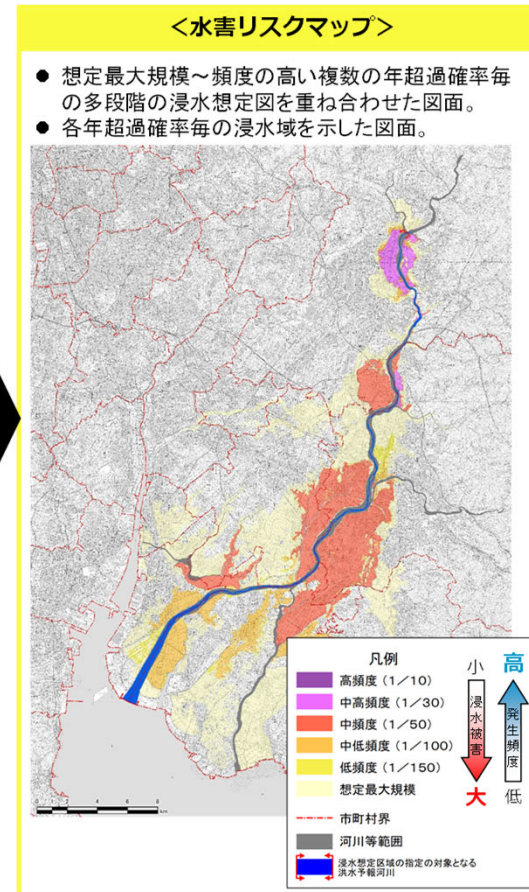 <水害リスクマップ>
● 想定最大規模~頻度の高い複数の年超過確率毎
の多段階の浸水想定図を重ね合わせた図面。
● 各年超過確率毎の浸水域を示した図面。
凡例
高頻度(1/10)
中高頻度(1/30)
中頻度(1/50)
中低頻度(1/100)
低頻度(1/150)
想定最大規模
市町村界
河川等範囲
浸水想定区域の指定の対象となる
洪水予報河川
小
浸水被害
大
高
発生頻度
低
0 1 2 4 6 8
km